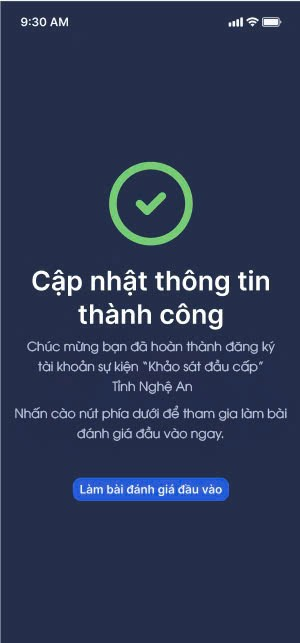 9:30 AM
Cập nhật thông tin
thành công
Chúc mừng bạn đã hoàn thành đăng ký
tài khoản sự kiện “Khảo sát đầu cấp”
Tỉnh Nghệ An
Nhấn cào nút phía dưới để tham gia làm bài
đánh giá đầu vào ngay.
Làm bài đánh giá đầu vào